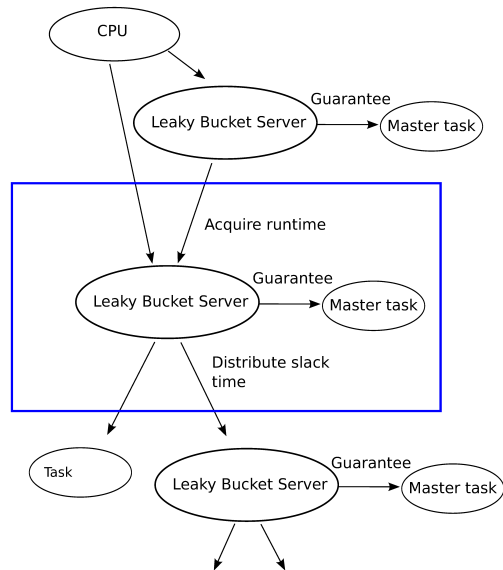 CPU
Guarantee
Leaky Bucket Server
Master task
Acquire runtime
Guarantee
Leaky Bucket Server
Master task
Distribute slack
time
Guarantee
Task
Leaky Bucket Server
Master task